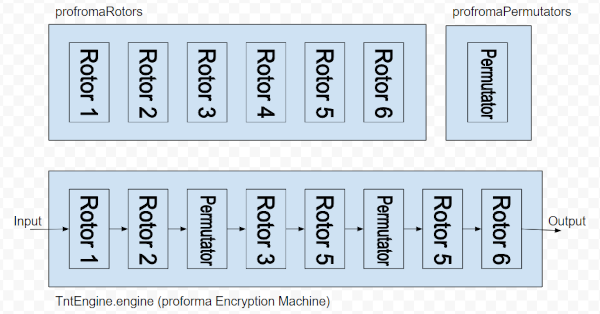 profromaRotors
profromaPermutators
Rotor 1
Rotor 2
Rotor 3
Rotor 4
Rotor 5
Rotor 6
Permutator
Input
Rotor 1
Rotor 2
Permutator
Rotor 3
Rotor 5
Permutator
Rotor 5
Rotor 6
Output
TntEngine.engine (proforma Encryption Machine)